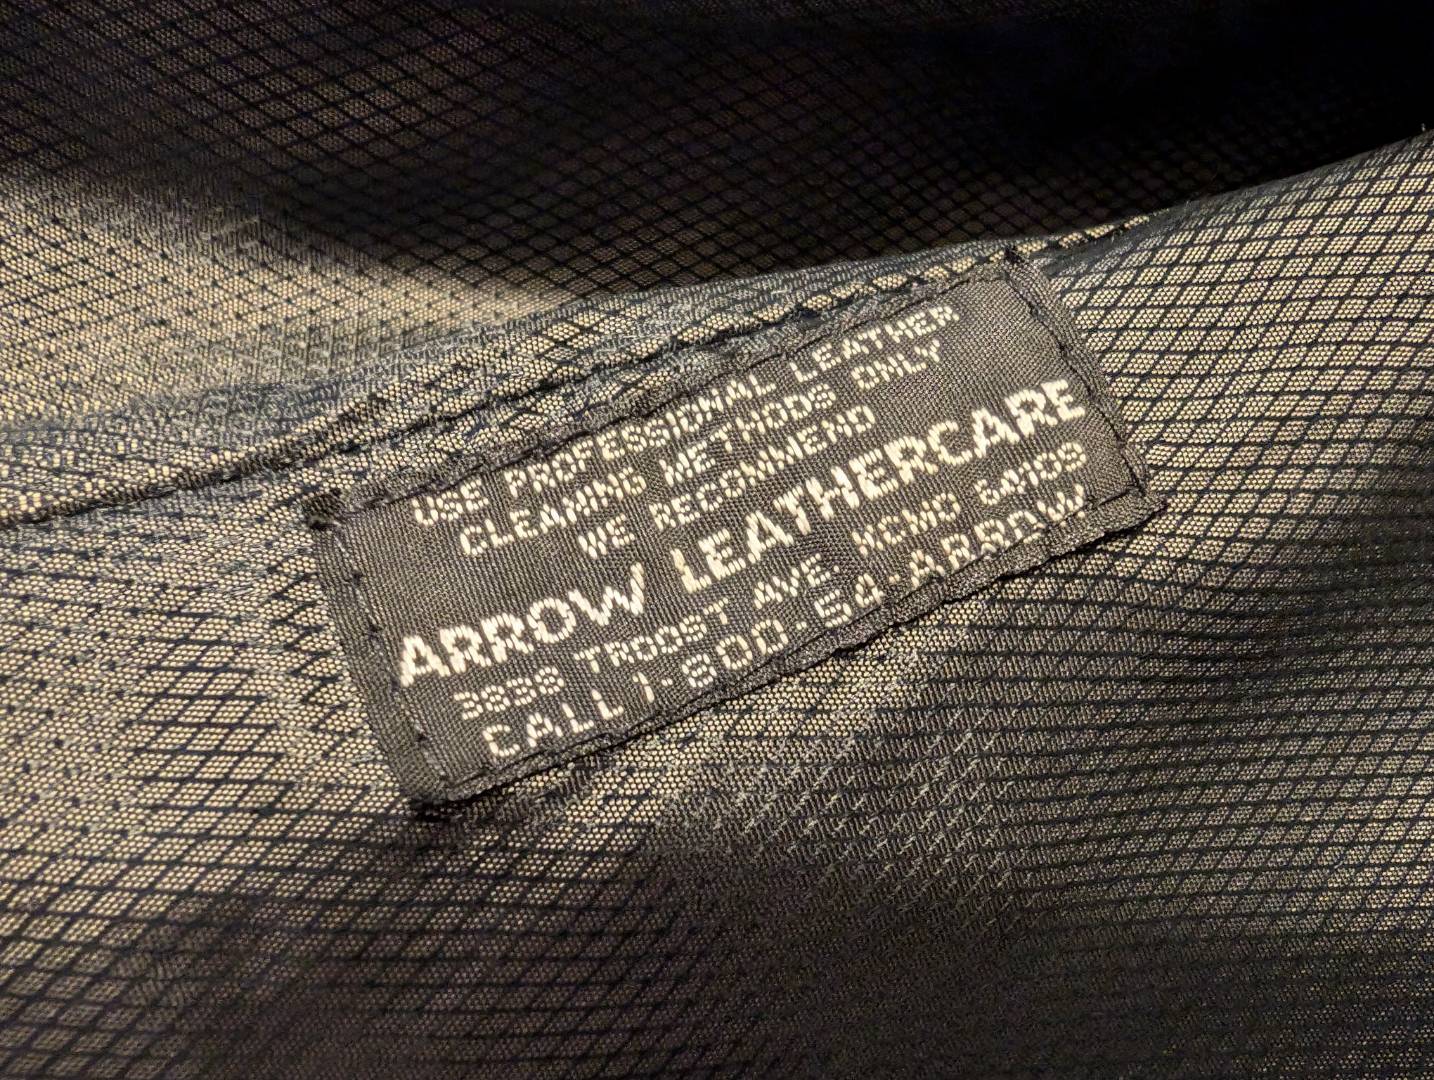 USE PROFESSIONAL LEATHER
CLEANING METHODS ONLY
WE RECOMMEND
ARROW LEATHERCARE
3838 TROOST AVE KCMO 64109
CALL 1-800-54-ARROW